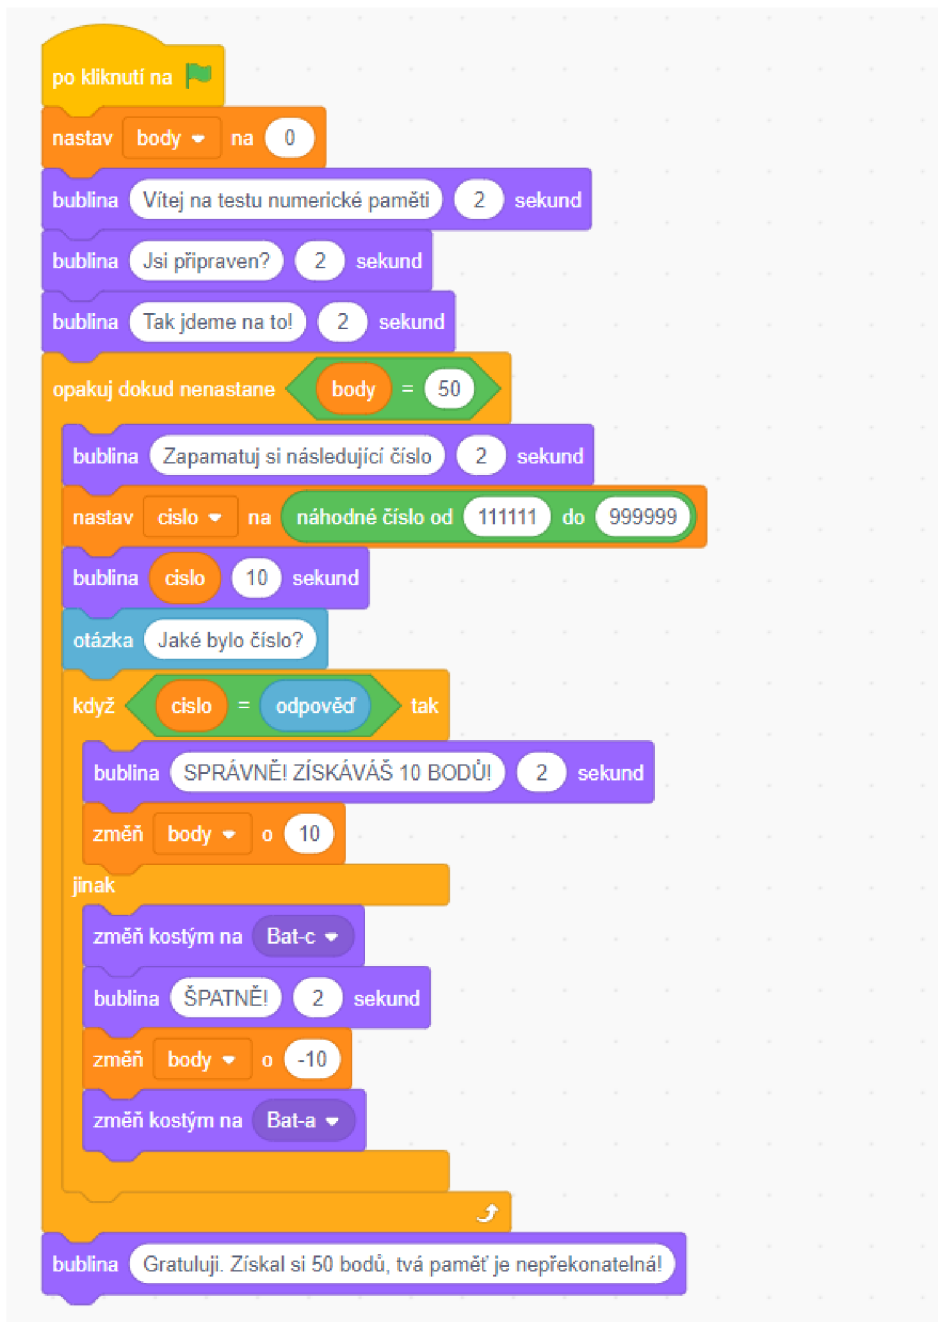 po kliknutí na
nastav body na 0
bublina Vítej na testu numerické paměti 2 sekund
bublina Jsi připraven? 2 sekund
bublina Tak jdeme na to! 2 sekund
opakuj dokud nenastane body = 50
bublina Zapamatuj si následující číslo 2 sekund
nastav cislo na náhodné číslo od 111111 do 999999
bublina cislo 10 sekund
otázka Jaké bylo číslo?
když cislo = odpověď tak
bublina SPRÁVNĚ! ZÍSKÁVÁŠ 10 BODŮ! 2 sekund
změň body o 10
jinak
změň kostým na Bat-c
bublina ŠPATNĚ! 2 sekund
změň body o -10
změň kostým na Bat-a
bublina Gratuluji. Získal si 50 bodů, tvá paměť je nepřekonatelná!